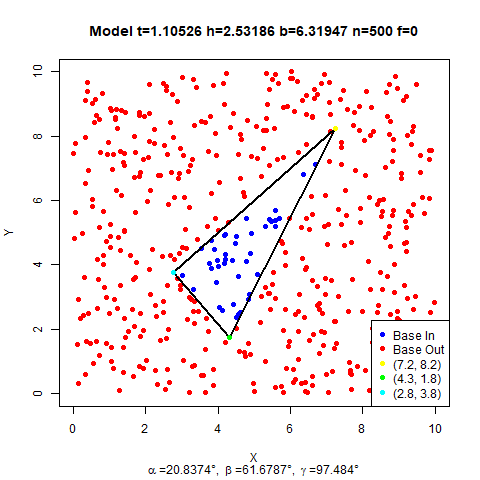 Model t=1.10526 h=2.53186 b=6.31947 n=500 f=0
10
8
6
4
2
0
Y
Base In
Base Out
(7.2, 8.2)
(4.3, 1.8)
(2.8, 3.8)
0 2 4 6 8 10
X
α=20.8374°, β=61.6787°, γ=97.484°